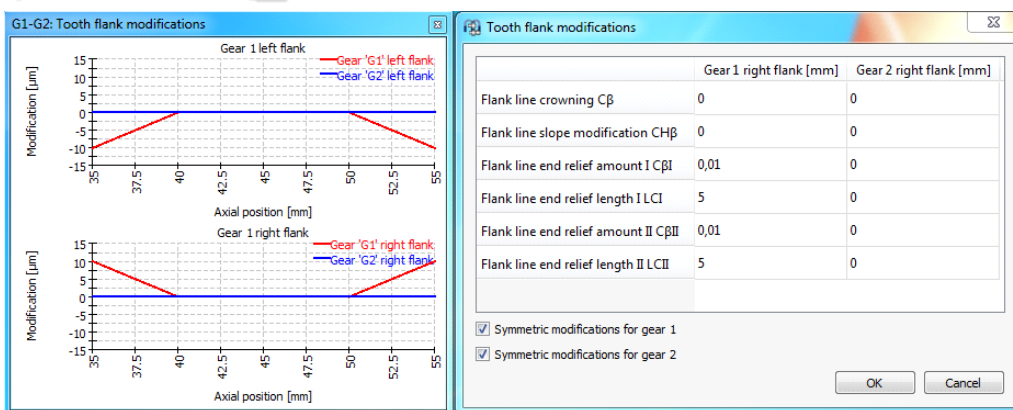 G1-G2: Tooth flank modifications
Gear 1 left flank
Gear 'G1' left flank
Gear 'G2' left flank
Modification [µm]
15
10
5
0
-5
-10
-15
35
37.5
40
42.5
45
47.5
50
52.5
55
Axial position [mm]
Gear 1 right flank
Gear 'G1' right flank
Gear 'G2' right flank
Modification [µm]
15
10
5
0
-5
-10
-15
35
37.5
40
42.5
45
47.5
50
52.5
55
Axial position [mm]
Tooth flank modifications
Gear 1 right flank [mm] Gear 2 right flank [mm]
Flank line crowning Cβ 0 0
Flank line slope modification CHβ 0 0
Flank line end relief amount I CβI 0,01 0
Flank line end relief length I LCI 5 0
Flank line end relief amount II CβII 0,01 0
Flank line end relief length II LCII 5 0
Symmetric modifications for gear 1
Symmetric modifications for gear 2
OK Cancel